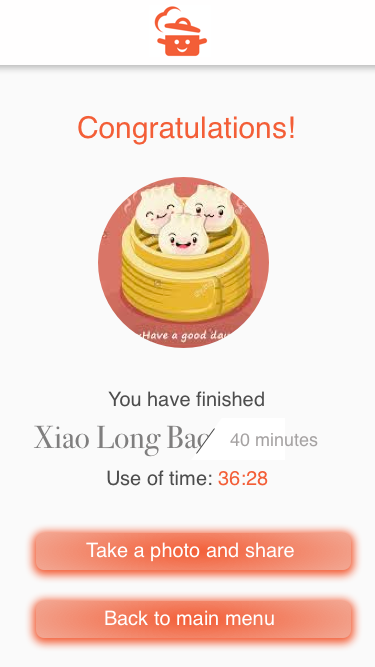 Congratulations!
Have a good day
You have finished
Xiao Long Bao 40 minutes
Use of time: 36:28
Take a photo and share
Back to main menu